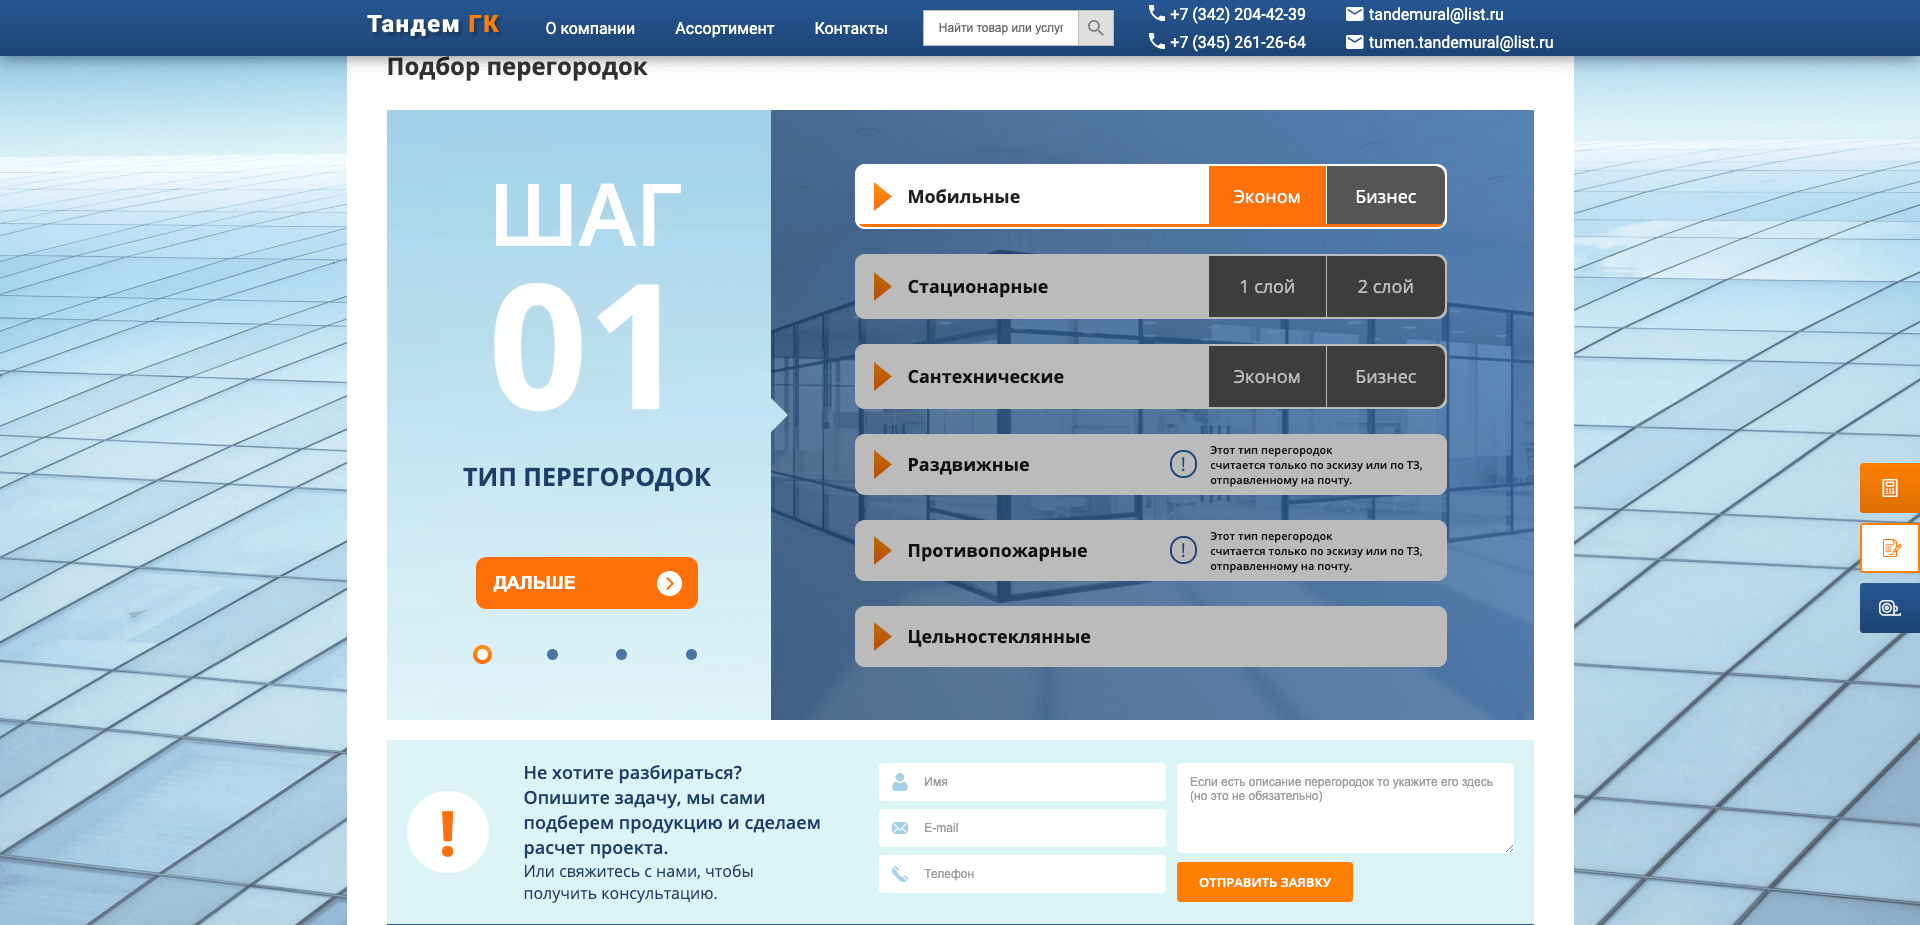 Тандем ГК
О компании
Ассортимент
Контакты
Найти товар или услуг
+7 (342) 204-42-39
tandemural@list.ru
+7 (345) 261-26-64
tumen.tandemural@list.ru
Подбор перегородок
ШАГ
01
ТИП ПЕРЕГОРОДОК
ДАЛЬШЕ
Мобильные
Эконом
Бизнес
Стационарные
1 слой
2 слой
Сантехнические
Эконом
Бизнес
Раздвижные
Этот тип перегородок
считается только по эскизу или по ТЗ,
отправленному на почту.
Противопожарные
Этот тип перегородок
считается только по эскизу или по ТЗ,
отправленному на почту.
Цельностеклянные
Не хотите разбираться?
Опишите задачу, мы сами
подберем продукцию и сделаем
расчет проекта.
Или свяжитесь с нами, чтобы
получить консультацию.
Имя
E-mail
Телефон
Если есть описание перегородок то укажите его здесь
(но это не обязательно)
ОТПРАВИТЬ ЗАЯВКУ